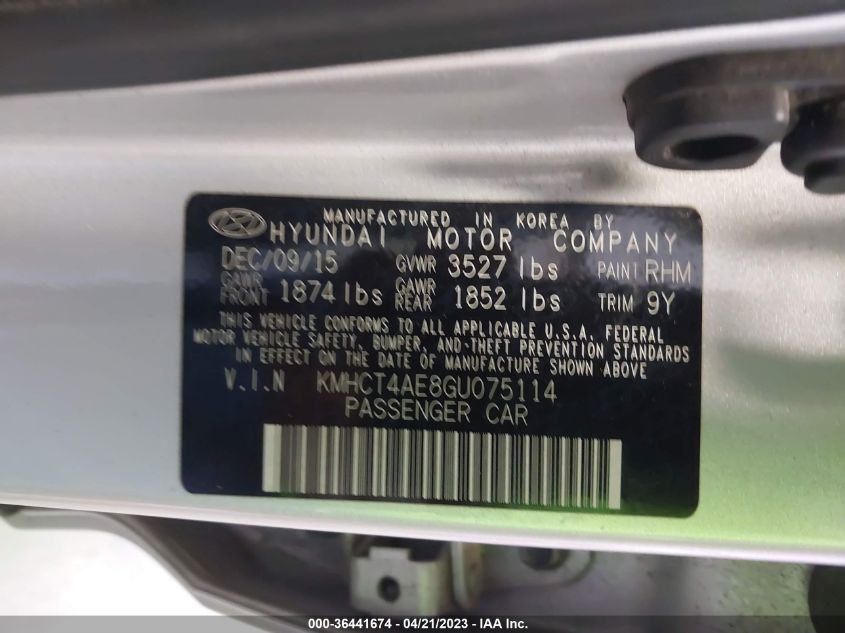 MANUFACTURED IN KOREA BY
HYUNDAI MOTOR COMPANY
DEC/09/15 GVWR 3527 lbs PAINT RHM
GAWR FRONT 1874 lbs GAWR REAR 1852 lbs TRIM 9Y
THIS VEHICLE CONFORMS TO ALL APPLICABLE U.S.A. FEDERAL
MOTOR VEHICLE SAFETY, BUMPER, AND-THEFT PREVENTION STANDARDS
IN EFFECT ON THE DATE OF MANUFACTURE SHOWN ABOVE
V.I.N KMHCT4AE8GU075114
PASSENGER CAR
000-36441674 - 04/21/2023 - IAA Inc.